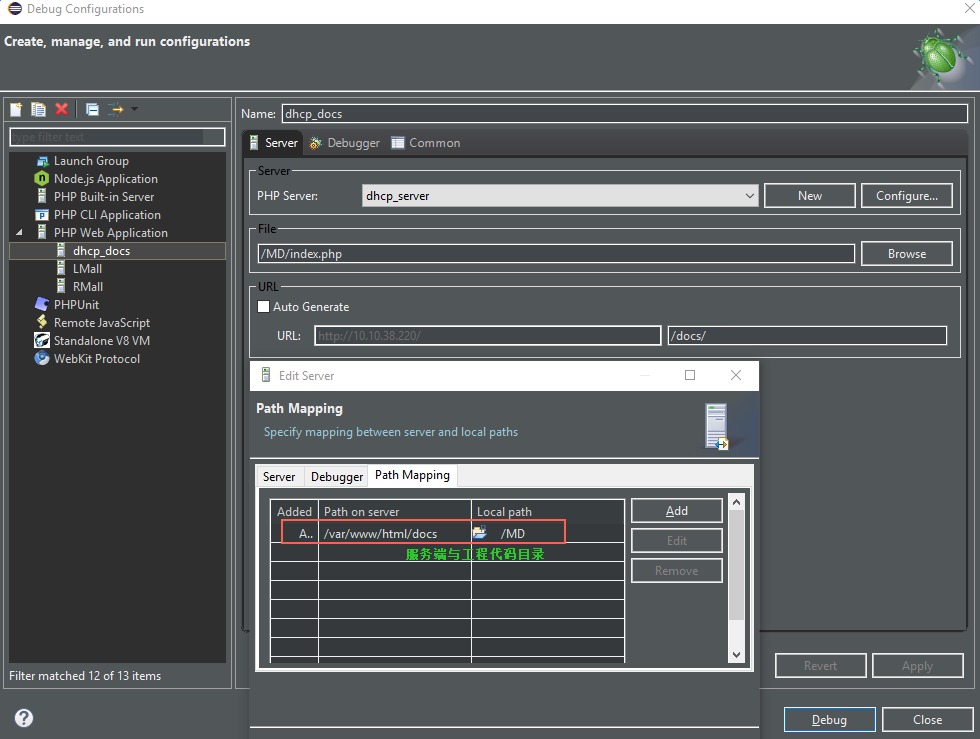 Debug Configurations
Create, manage, and run configurations
type filter text
Launch Group
Node.js Application
PHP Built-in Server
PHP CLI Application
PHP Web Application
dhcp_docs
LMall
RMall
PHPUnit
Remote JavaScript
Standalone V8 VM
WebKit Protocol
Filter matched 12 of 13 items
Name: dhcp_docs
Server Debugger Common
Server
PHP Server: dhcp_server New Configure...
File
/MD/index.php Browse
URL
Auto Generate
URL: http://10.10.38.220/ /docs/
Edit Server
Path Mapping
Specify mapping between server and local paths
Server Debugger Path Mapping
Added Path on server Local path
A.. /var/www/html/docs /MD
服务端与工程代码目录
Add
Edit
Remove
Revert Apply
Debug Close